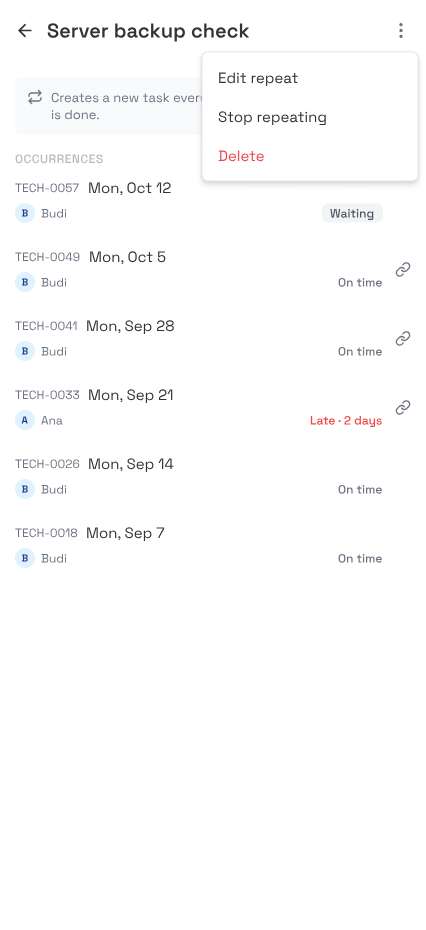 Server backup check
Edit repeat
Stop repeating
Delete
Creates a new task
is done.
OCCURRENCES
TECH-0057 Mon, Oct 12
B Budi Waiting
TECH-0049 Mon, Oct 5
B Budi On time
TECH-0041 Mon, Sep 28
B Budi On time
TECH-0033 Mon, Sep 21
A Ana Late · 2 days
TECH-0026 Mon, Sep 14
B Budi On time
TECH-0018 Mon, Sep 7
B Budi On time